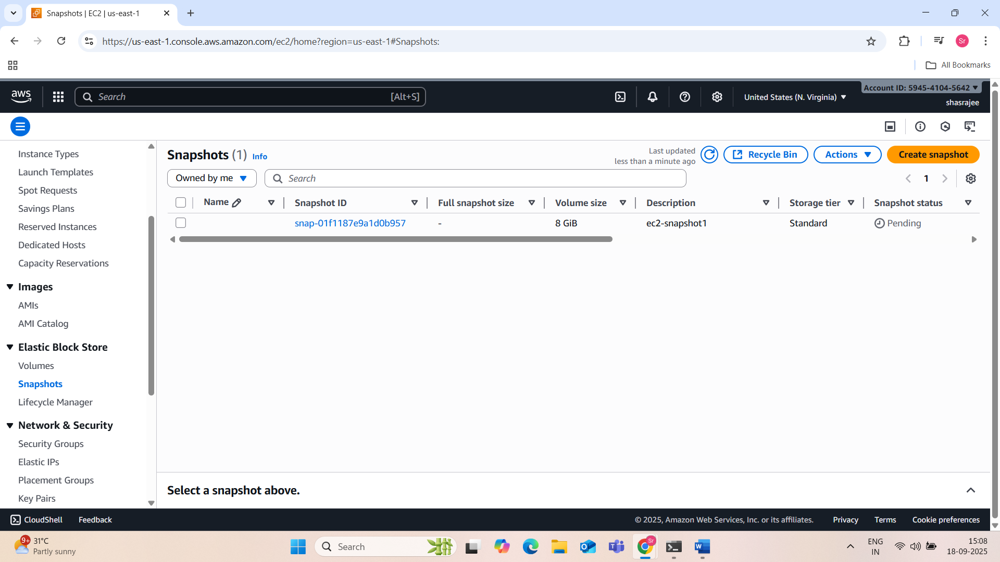 Snapshots | EC2 | us-east-1
https://us-east-1.console.aws.amazon.com/ec2/home?region=us-east-1#Snapshots:
Sr
All Bookmarks
aws
Search [Alt+S]
United States (N. Virginia)
Account ID: 5945-4104-5642
shasrajee
Instance Types
Launch Templates
Spot Requests
Savings Plans
Reserved Instances
Dedicated Hosts
Capacity Reservations
Images
AMIs
AMI Catalog
Elastic Block Store
Volumes
Snapshots
Lifecycle Manager
Network & Security
Security Groups
Elastic IPs
Placement Groups
Key Pairs
Snapshots (1) Info
Last updated
less than a minute ago
Recycle Bin
Actions
Create snapshot
Owned by me
Search
1
Name Snapshot ID Full snapshot size Volume size Description Storage tier Snapshot status
snap-01f1187e9a1d0b957 - 8 GiB ec2-snapshot1 Standard Pending
Select a snapshot above.
CloudShell Feedback © 2025, Amazon Web Services, Inc. or its affiliates. Privacy Terms Cookie preferences
9+
31°C
Partly sunny
Search
Sr
ENG
IN
15:08
18-09-2025